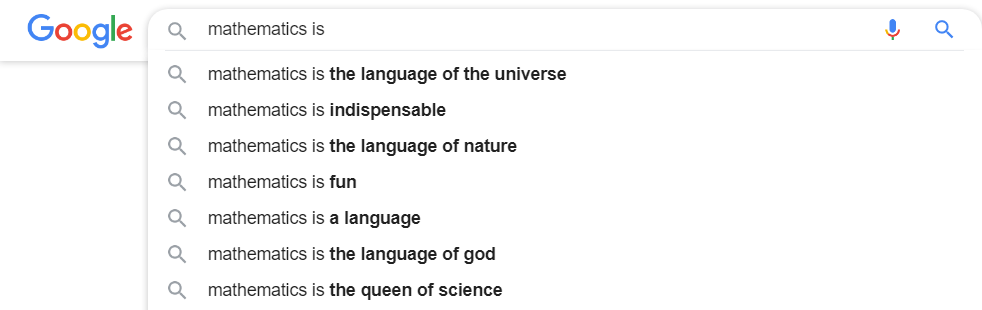 Google
mathematics is
mathematics is the language of the universe
mathematics is indispensable
mathematics is the language of nature
mathematics is fun
mathematics is a language
mathematics is the language of god
mathematics is the queen of science